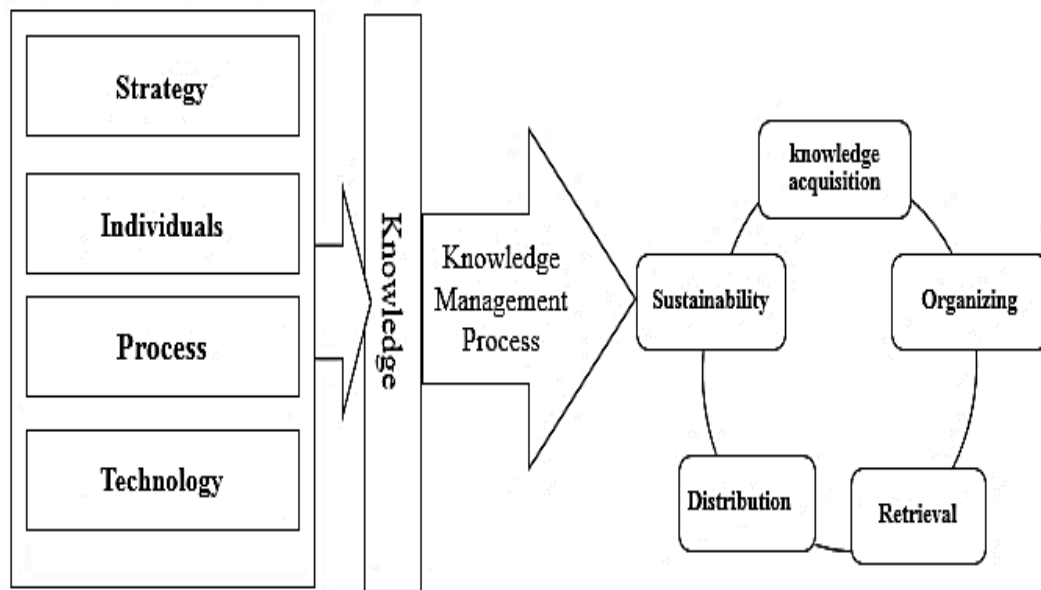 Strategy
Individuals
Process
Technology
Knowledge
Knowledge
Management
Process
knowledge
acquisition
Organizing
Retrieval
Distribution
Sustainability